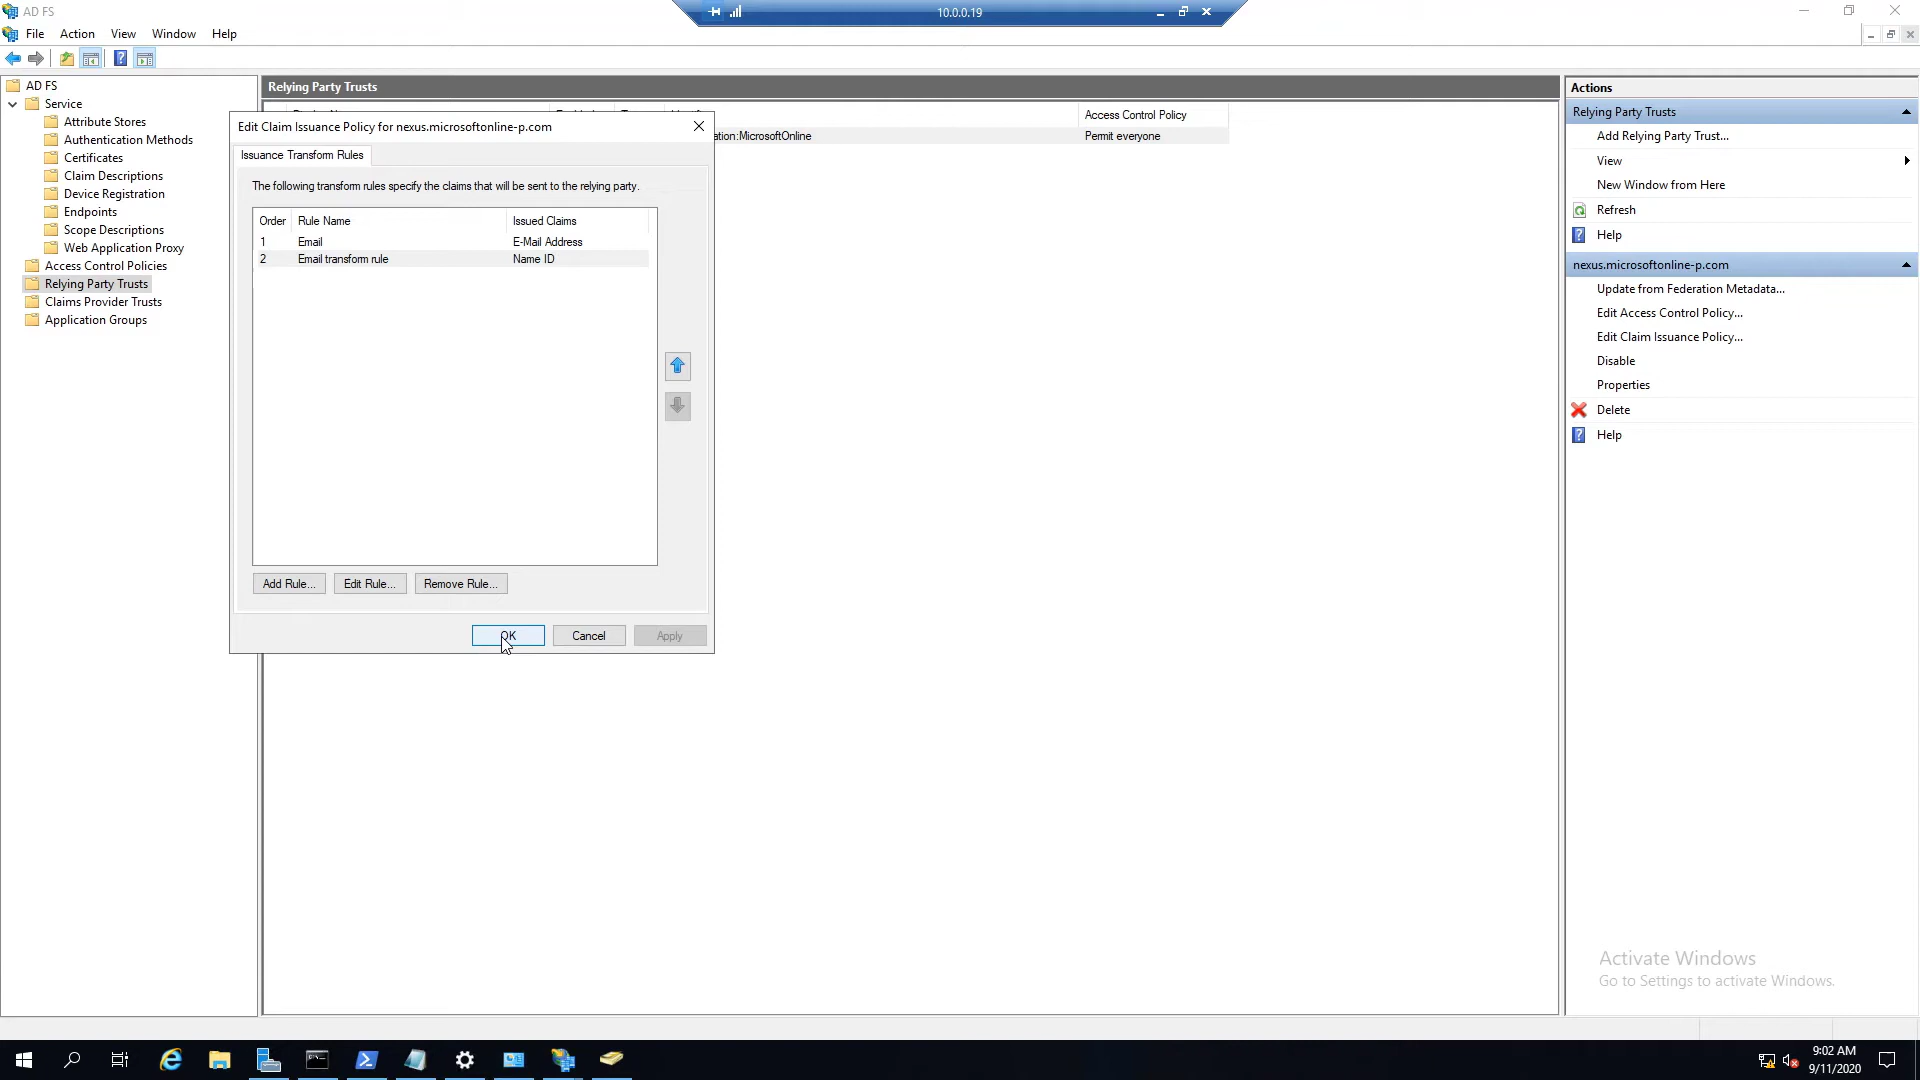 AD FS
10.0.0.19
File Action View Window Help
AD FS
Service
Attribute Stores
Authentication Methods
Certificates
Claim Descriptions
Device Registration
Endpoints
Scope Descriptions
Web Application Proxy
Access Control Policies
Relying Party Trusts
Claims Provider Trusts
Application Groups
Relying Party Trusts
Access Control Policy
ation:MicrosoftOnline Permit everyone
Edit Claim Issuance Policy for nexus.microsoftonline-p.com
Issuance Transform Rules
The following transform rules specify the claims that will be sent to the relying party.
Order Rule Name Issued Claims
1 Email E-Mail Address
2 Email transform rule Name ID
Add Rule... Edit Rule... Remove Rule...
OK Cancel Apply
Actions
Relying Party Trusts
Add Relying Party Trust...
View
New Window from Here
Refresh
Help
nexus.microsoftonline-p.com
Update from Federation Metadata...
Edit Access Control Policy...
Edit Claim Issuance Policy...
Disable
Properties
Delete
Help
Activate Windows
Go to Settings to activate Windows.
9:02 AM
9/11/2020